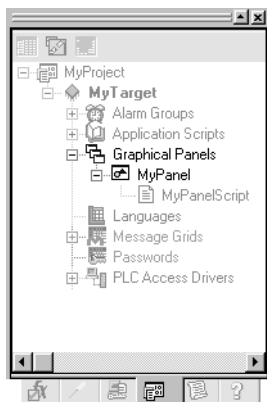 MyProject
MyTarget
Alarm Groups
Application Scripts
Graphical Panels
MyPanel
MyPanelScript
Languages
Message Grids
Passwords
PLC Access Drivers